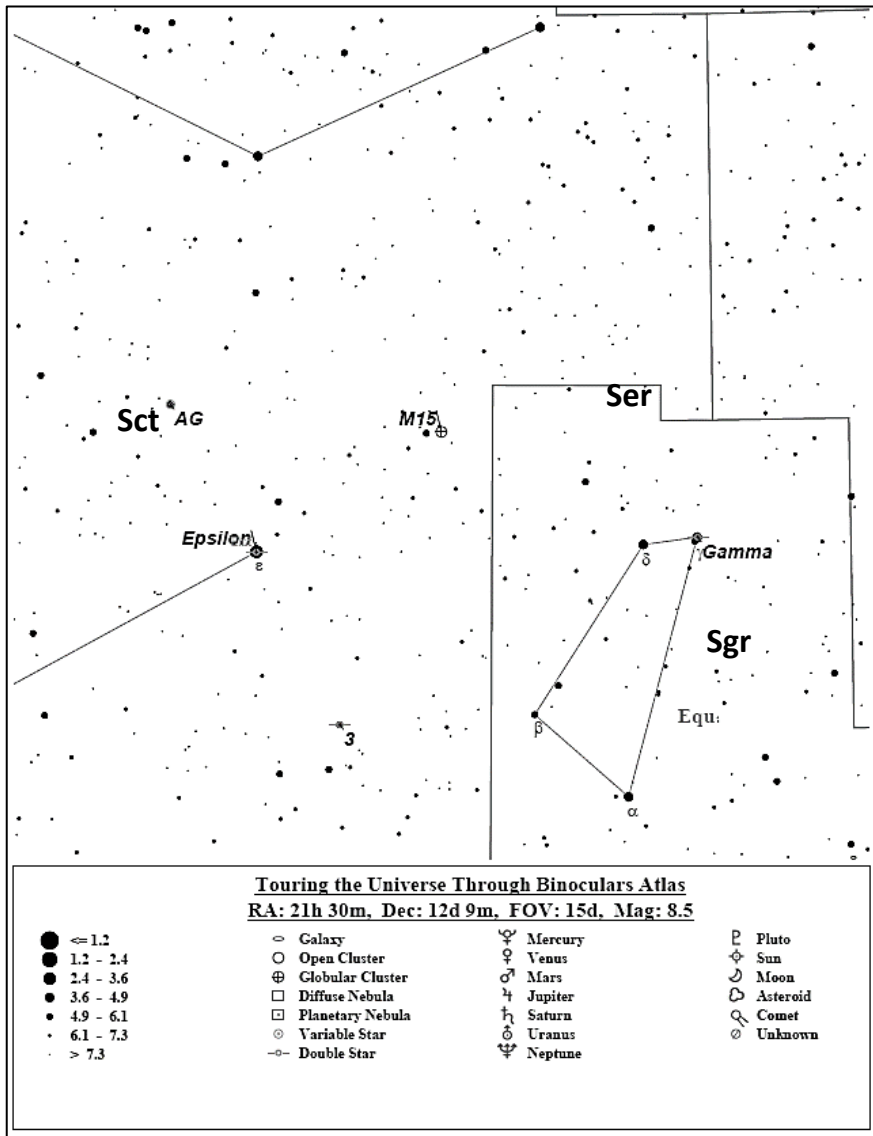 Ser
Sct
AG
M15
Epsilon
ε
δ
γ
Gamma
Sgr
3
β
Equ:
α
Touring the Universe Through Binoculars Atlas
RA: 21h 30m, Dec: 12d 9m, FOV: 15d, Mag: 8.5
<= 1.2
1.2 - 2.4
2.4 - 3.6
3.6 - 4.9
4.9 - 6.1
6.1 - 7.3
> 7.3
Galaxy
Open Cluster
Globular Cluster
Diffuse Nebula
Planetary Nebula
Variable Star
Double Star
Mercury
Venus
Mars
Jupiter
Saturn
Uranus
Neptune
Pluto
Sun
Moon
Asteroid
Comet
Unknown